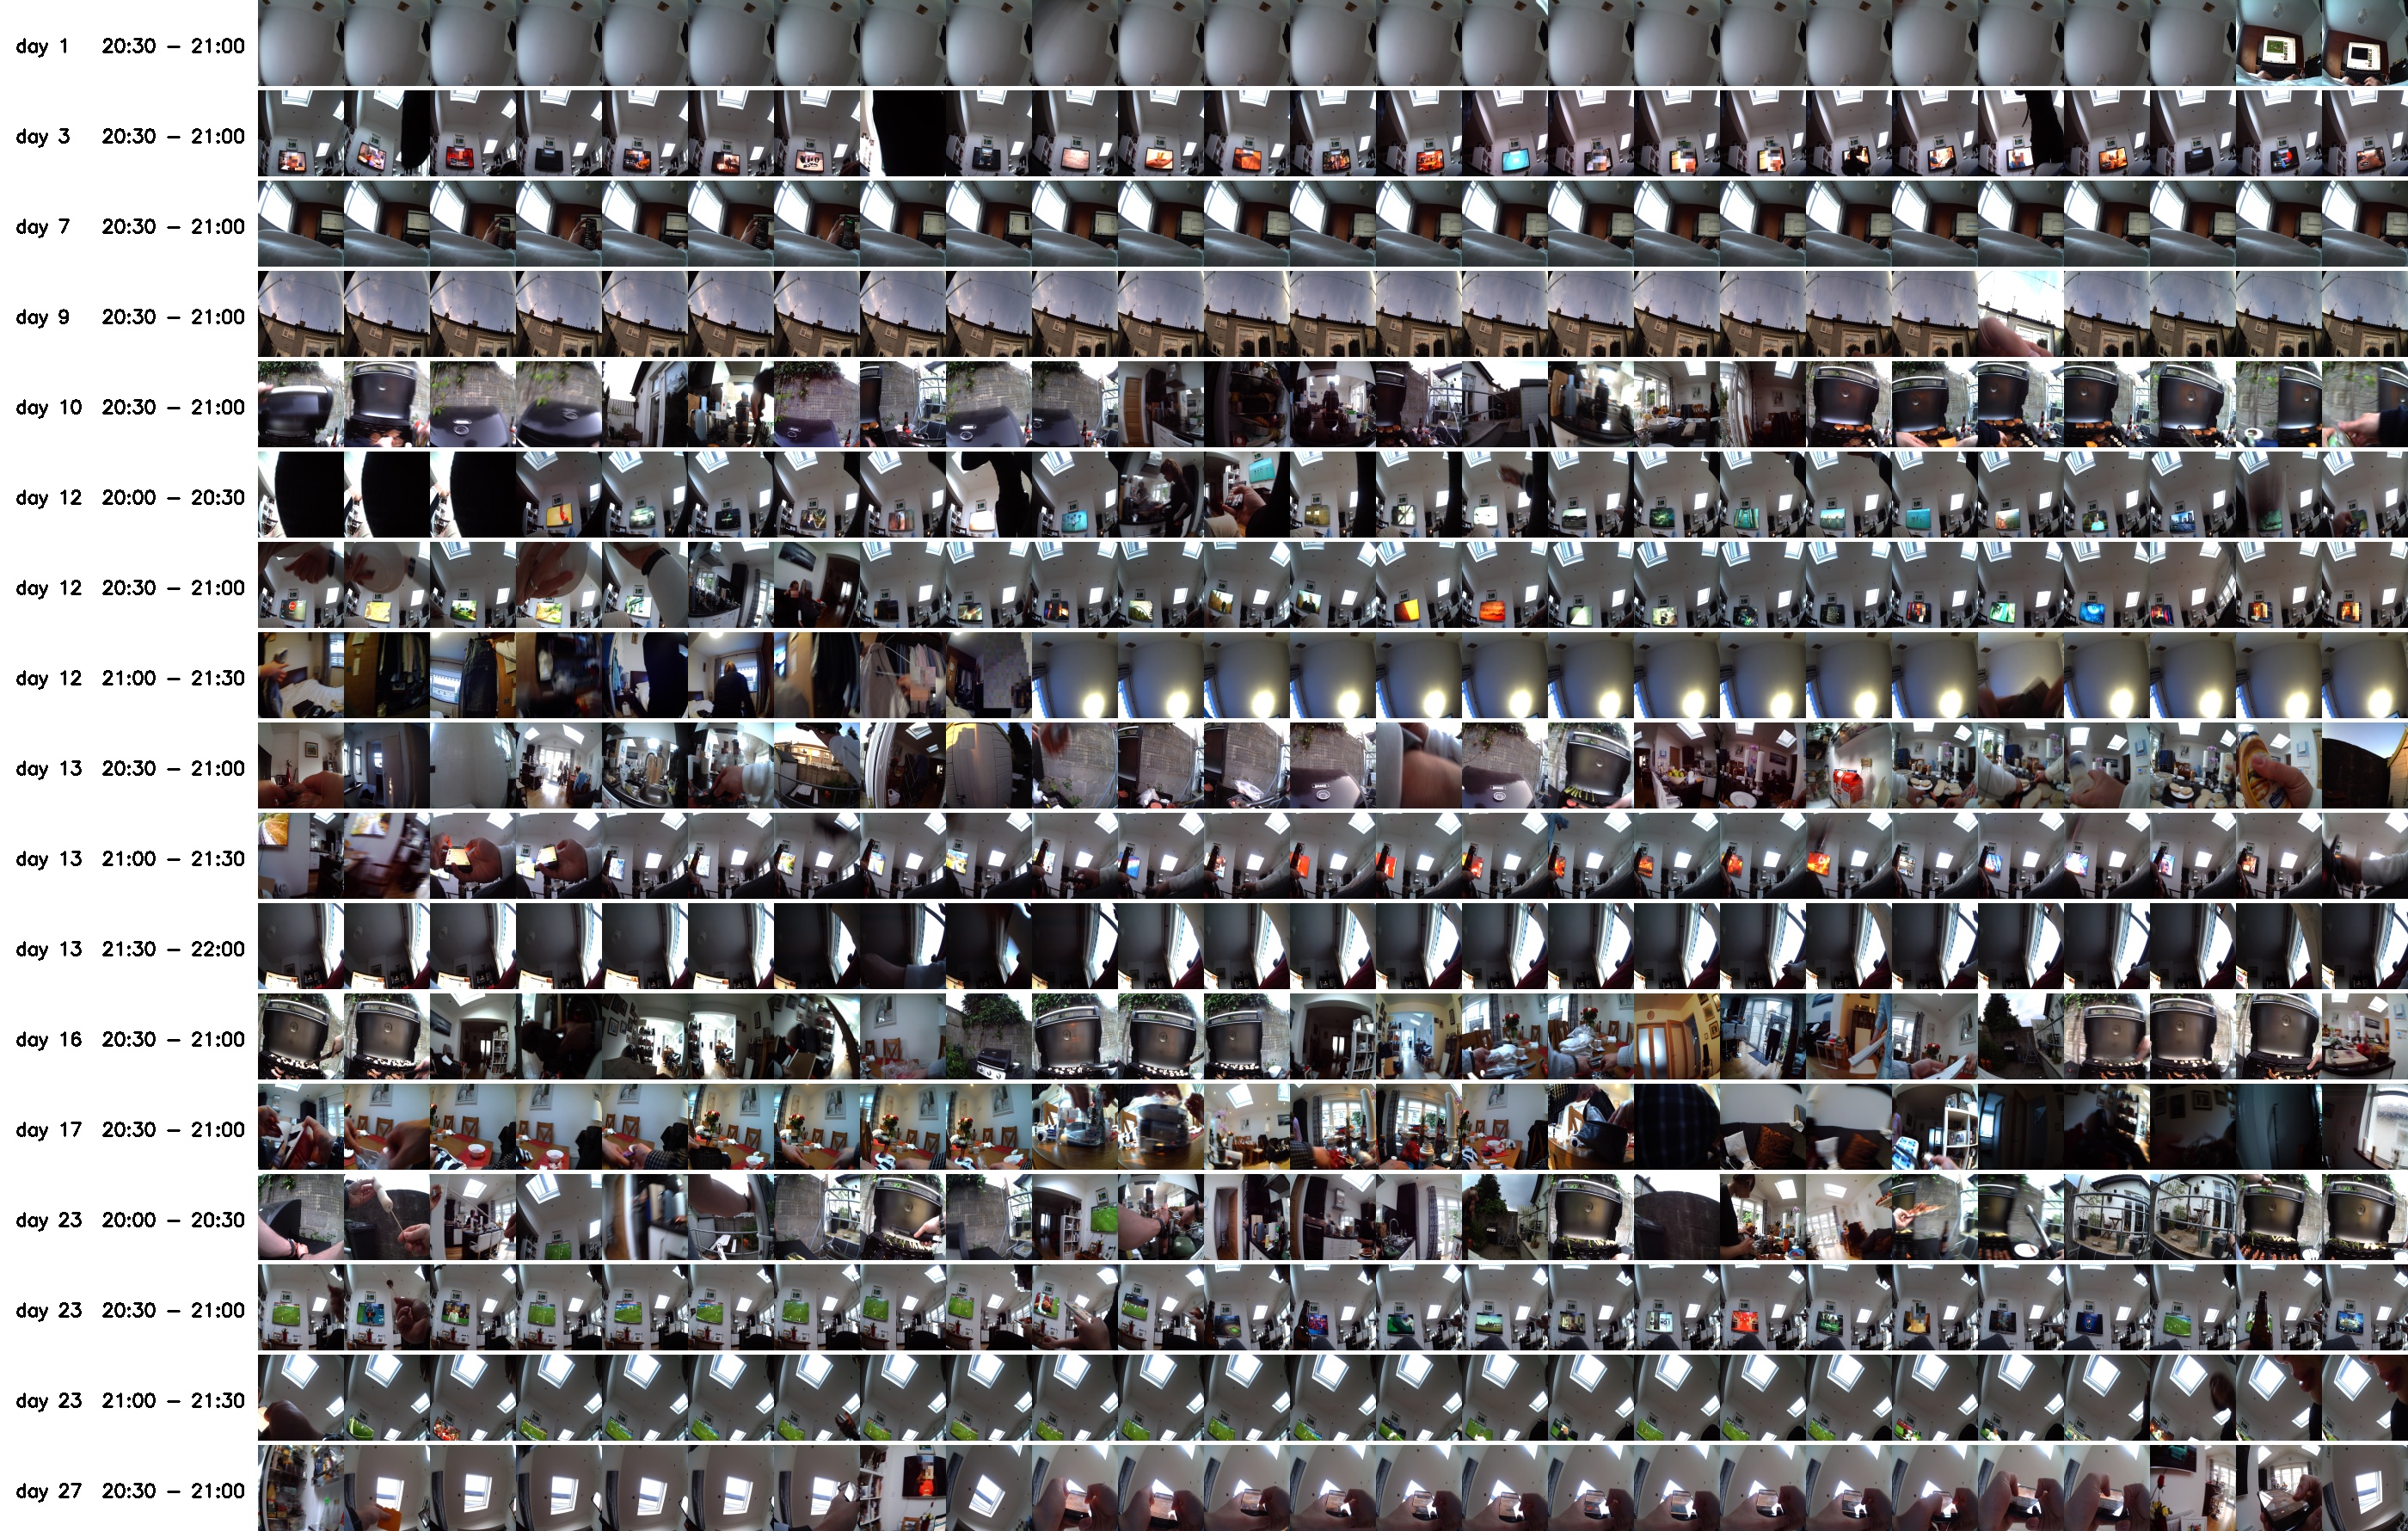 day 1 20:30 – 21:00
day 3 20:30 – 21:00
day 7 20:30 – 21:00
day 9 20:30 – 21:00
day 10 20:30 – 21:00
day 12 20:00 – 20:30
day 12 20:30 – 21:00
day 12 21:00 – 21:30
day 13 20:30 – 21:00
day 13 21:00 – 21:30
day 13 21:30 – 22:00
day 16 20:30 – 21:00
day 17 20:30 – 21:00
day 23 20:00 – 20:30
day 23 20:30 – 21:00
day 23 21:00 – 21:30
day 27 20:30 – 21:00